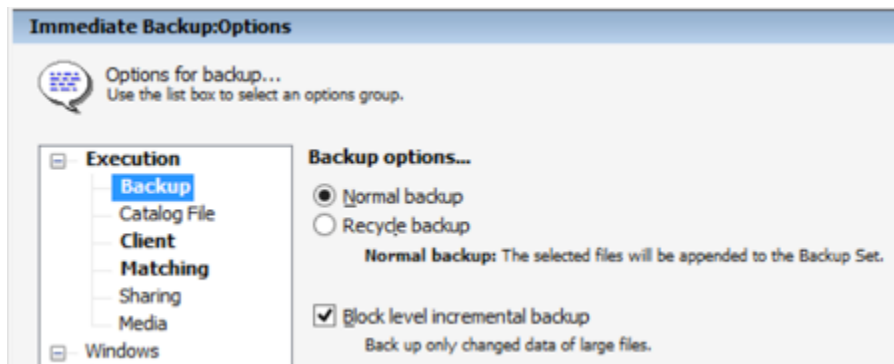 Immediate Backup:Options
Options for backup...
Use the list box to select an options group.
Execution
Backup
Catalog File
Client
Matching
Sharing
Media
Windows
Backup options...
Normal backup
Recycle backup
Normal backup: The selected files will be appended to the Backup Set.
Block level incremental backup
Back up only changed data of large files.